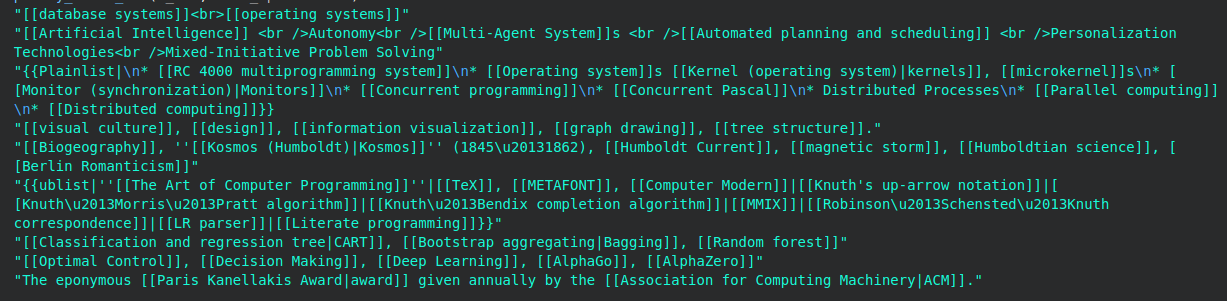 "[[database systems]]<br>[[operating systems]]"
"[[Artificial Intelligence]] <br />Autonomy<br />[[Multi-Agent System]]s <br />[[Automated planning and scheduling]] <br />Personalization
Technologies<br />Mixed-Initiative Problem Solving"
"{{Plainlist|\n* [[RC 4000 multiprogramming system]]\n* [[Operating system]]s [[Kernel (operating system)|kernels]], [[microkernel]]s\n* [
[Monitor (synchronization)|Monitors]]\n* [[Concurrent programming]]\n* [[Concurrent Pascal]]\n* Distributed Processes\n* [[Parallel computing]]
\n* [[Distributed computing]]}}
"[[visual culture]], [[design]], [[information visualization]], [[graph drawing]], [[tree structure]]."
"[[Biogeography]], ''[[Kosmos (Humboldt)|Kosmos]]'' (1845\u20131862), [[Humboldt Current]], [[magnetic storm]], [[Humboldtian science]], [
[Berlin Romanticism]]"
"{{ublist|''[[The Art of Computer Programming]]''|[[TeX]], [[METAFONT]], [[Computer Modern]]|[[Knuth's up-arrow notation]]|[
[Knuth\u2013Morris\u2013Pratt algorithm]]|[[Knuth\u2013Bendix completion algorithm]]|[[MMIX]]|[[Robinson\u2013Schensted\u2013Knuth
correspondence]]|[[LR parser]]|[[Literate programming]]}}"
"[[Classification and regression tree|CART]], [[Bootstrap aggregating|Bagging]], [[Random forest]]"
"[[Optimal Control]], [[Decision Making]], [[Deep Learning]], [[AlphaGo]], [[AlphaZero]]"
"The eponymous [[Paris Kanellakis Award|award]] given annually by the [[Association for Computing Machinery|ACM]]."